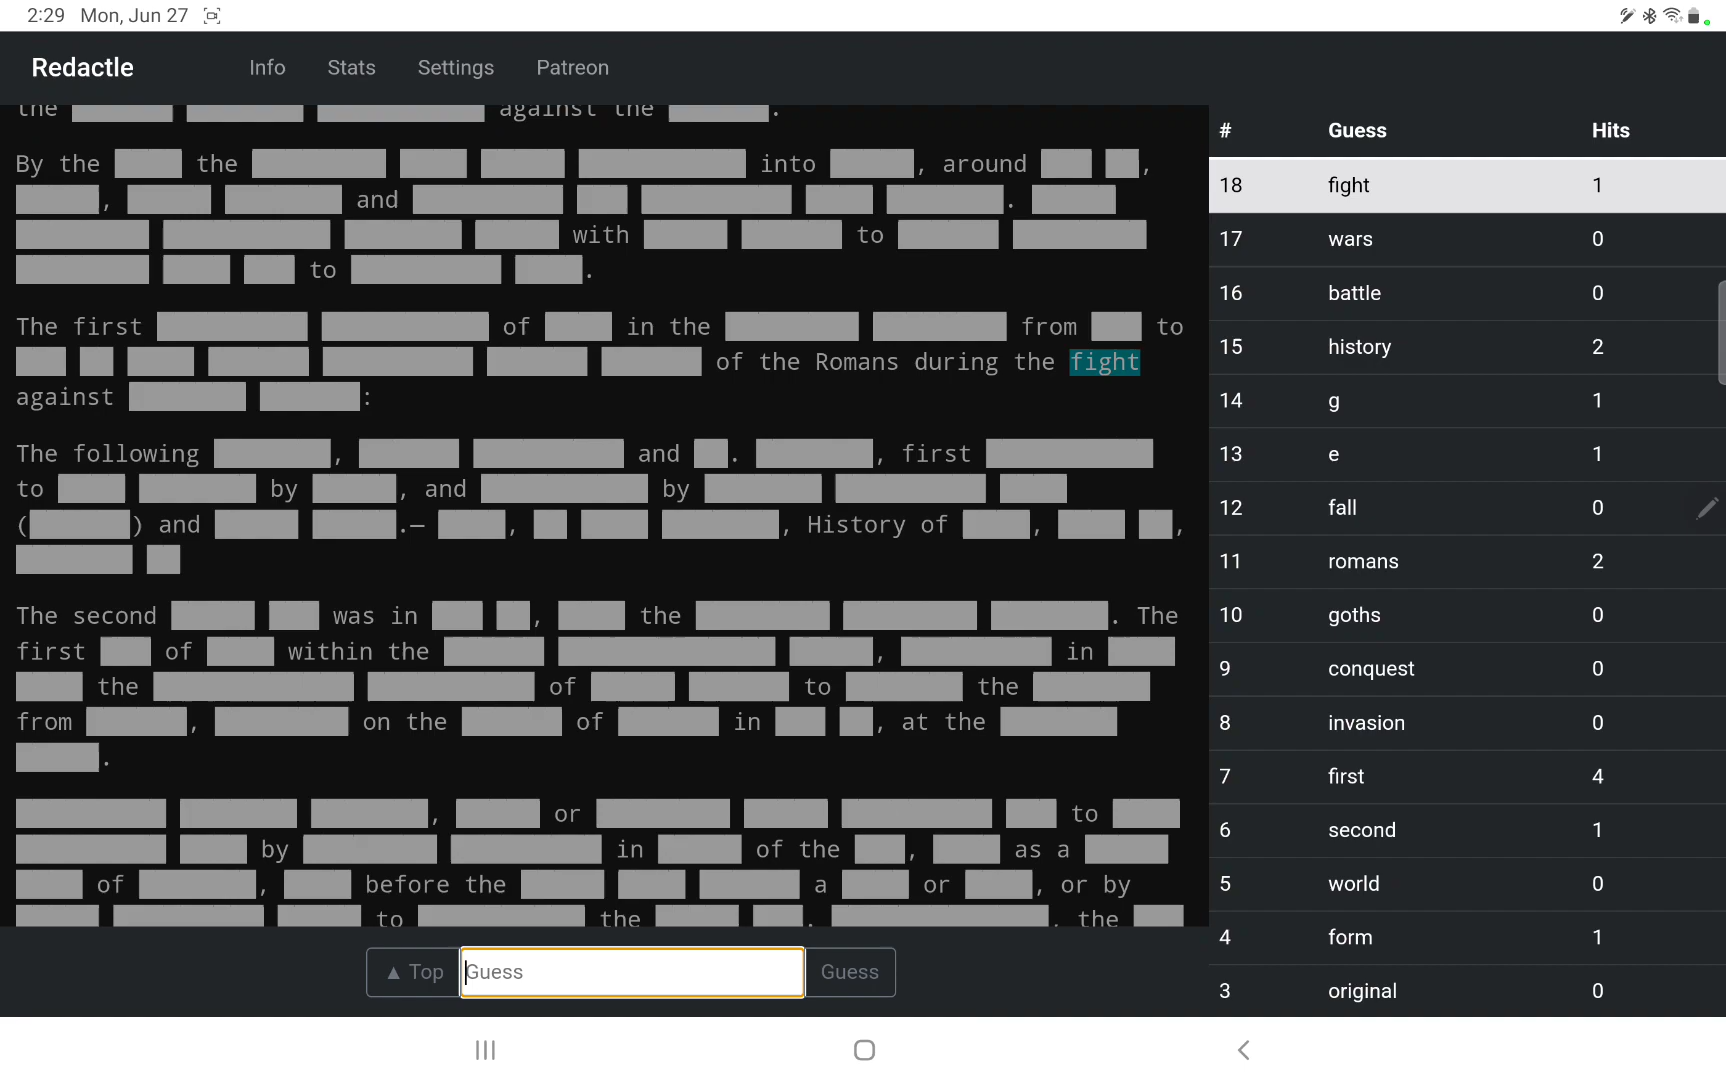 2:29 Mon, Jun 27
Redactle Info Stats Settings Patreon
the against the .
By the the into , around ,
, and .
with to
to .
The first of in the from to
of the Romans during the fight
against :
The following , and . , first
to by , and by
( ) and .— , , History of , ,
The second was in , the . The
first of within the , in
the of to the
from , on the of in , at the
.
, or to
by in of the , as a
of , before the a or , or by
to the . , the
▲ Top Guess Guess
# Guess Hits
18 fight 1
17 wars 0
16 battle 0
15 history 2
14 g 1
13 e 1
12 fall 0
11 romans 2
10 goths 0
9 conquest 0
8 invasion 0
7 first 4
6 second 1
5 world 0
4 form 1
3 original 0